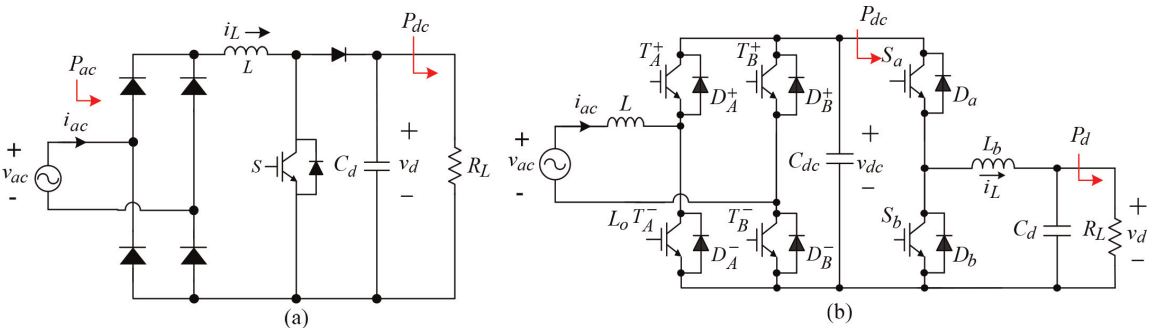 P_ac
i_ac
+
v_ac
-
i_L
L
S
C_d
+
v_d
−
P_dc
R_L
(a)
i_ac
L
+
v_ac
-
T_A^+
D_A^+
T_B^+
D_B^+
L_o T_A^−
D_A^−
T_B^−
D_B^−
C_dc
+
v_dc
−
P_dc
S_a
D_a
S_b
D_b
L_b
i_L
P_d
C_d
R_L
+
v_d
−
(b)